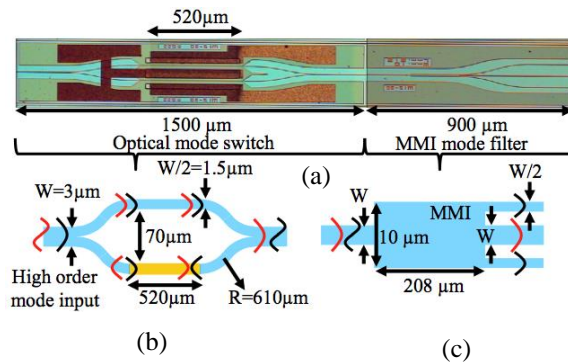 520µm
(a)
1500 µm
900 µm
Optical mode switch
MMI mode filter
W=3µm
W/2=1.5µm
70µm
High order
mode input
520µm
R=610µm
(b)
W/2
W
MMI
W
10 µm
208 µm
(c)